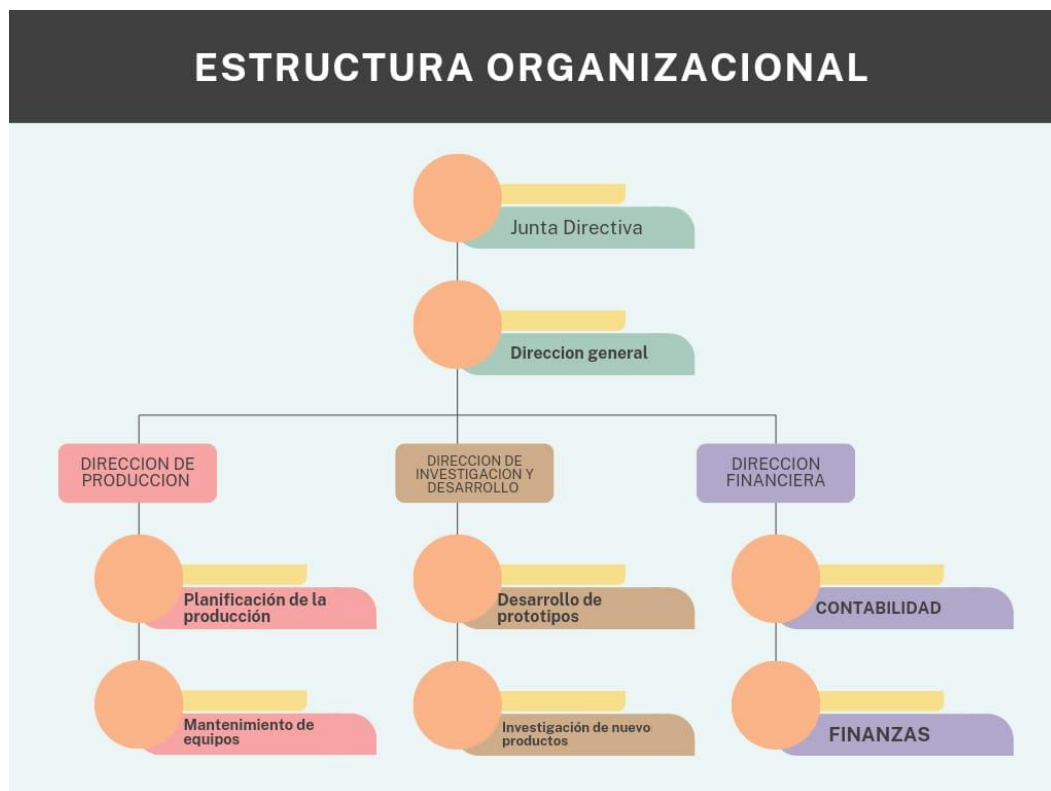 ESTRUCTURA ORGANIZACIONAL
Junta Directiva
Direccion general
DIRECCION DE
PRODUCCION
DIRECCION DE
INVESTIGACION Y
DESARROLLO
DIRECCION
FINANCIERA
Planificación de la
producción
Desarrollo de
prototipos
CONTABILIDAD
Mantenimiento de
equipos
Investigación de nuevo
productos
FINANZAS